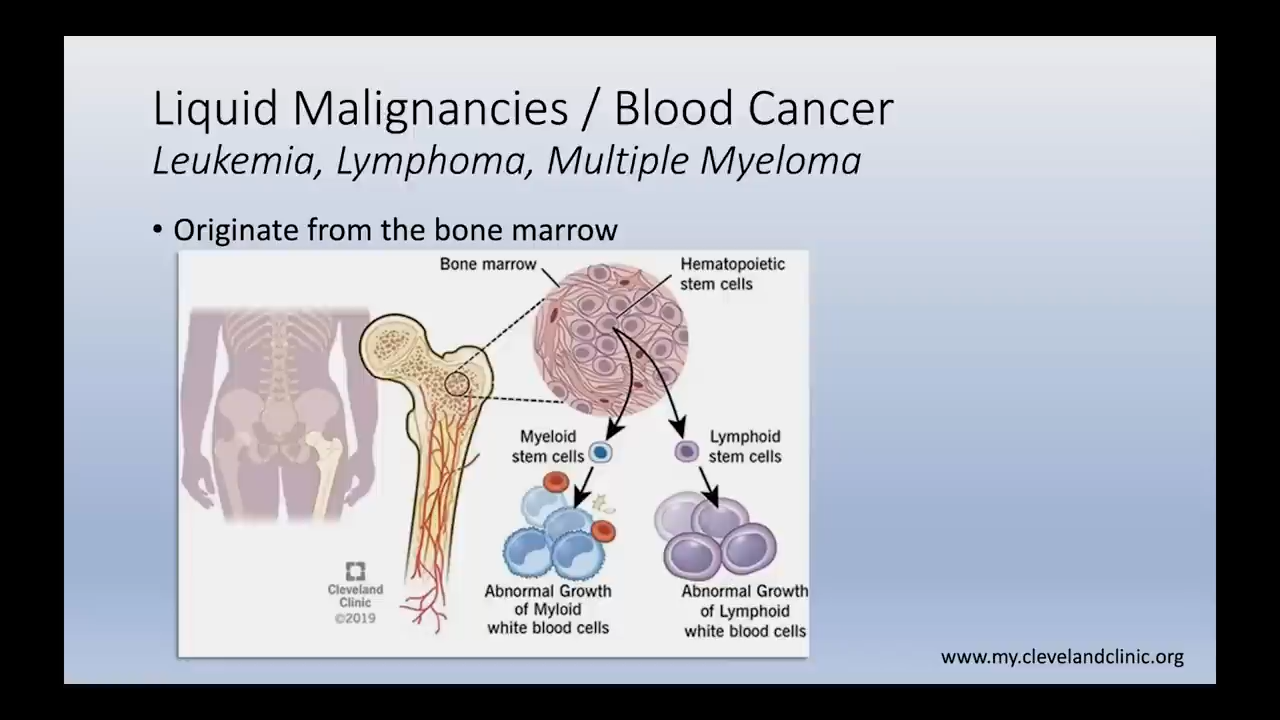 Liquid Malignancies / Blood Cancer
Leukemia, Lymphoma, Multiple Myeloma
• Originate from the bone marrow
Bone marrow
Hematopoietic
stem cells
Myeloid
stem cells
Lymphoid
stem cells
Abnormal Growth
of Myloid
white blood cells
Abnormal Growth
of Lymphoid
white blood cells
Cleveland
Clinic
©2019
www.my.clevelandclinic.org